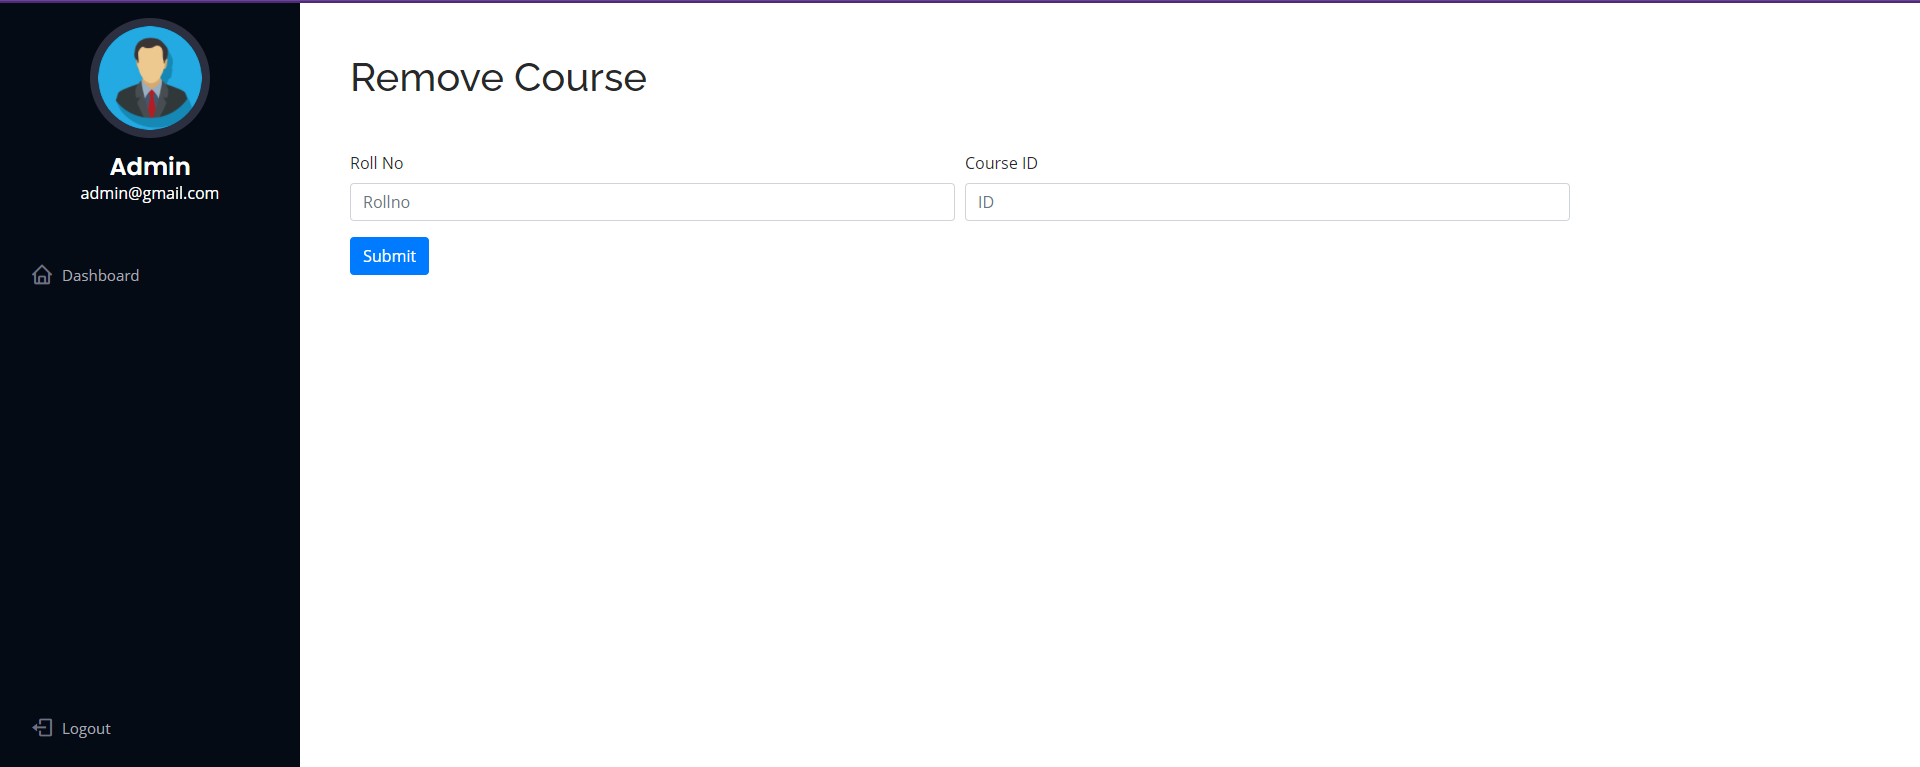 Admin
admin@gmail.com
Dashboard
Logout
Remove Course
Roll No
Course ID
Rollno
ID
Submit